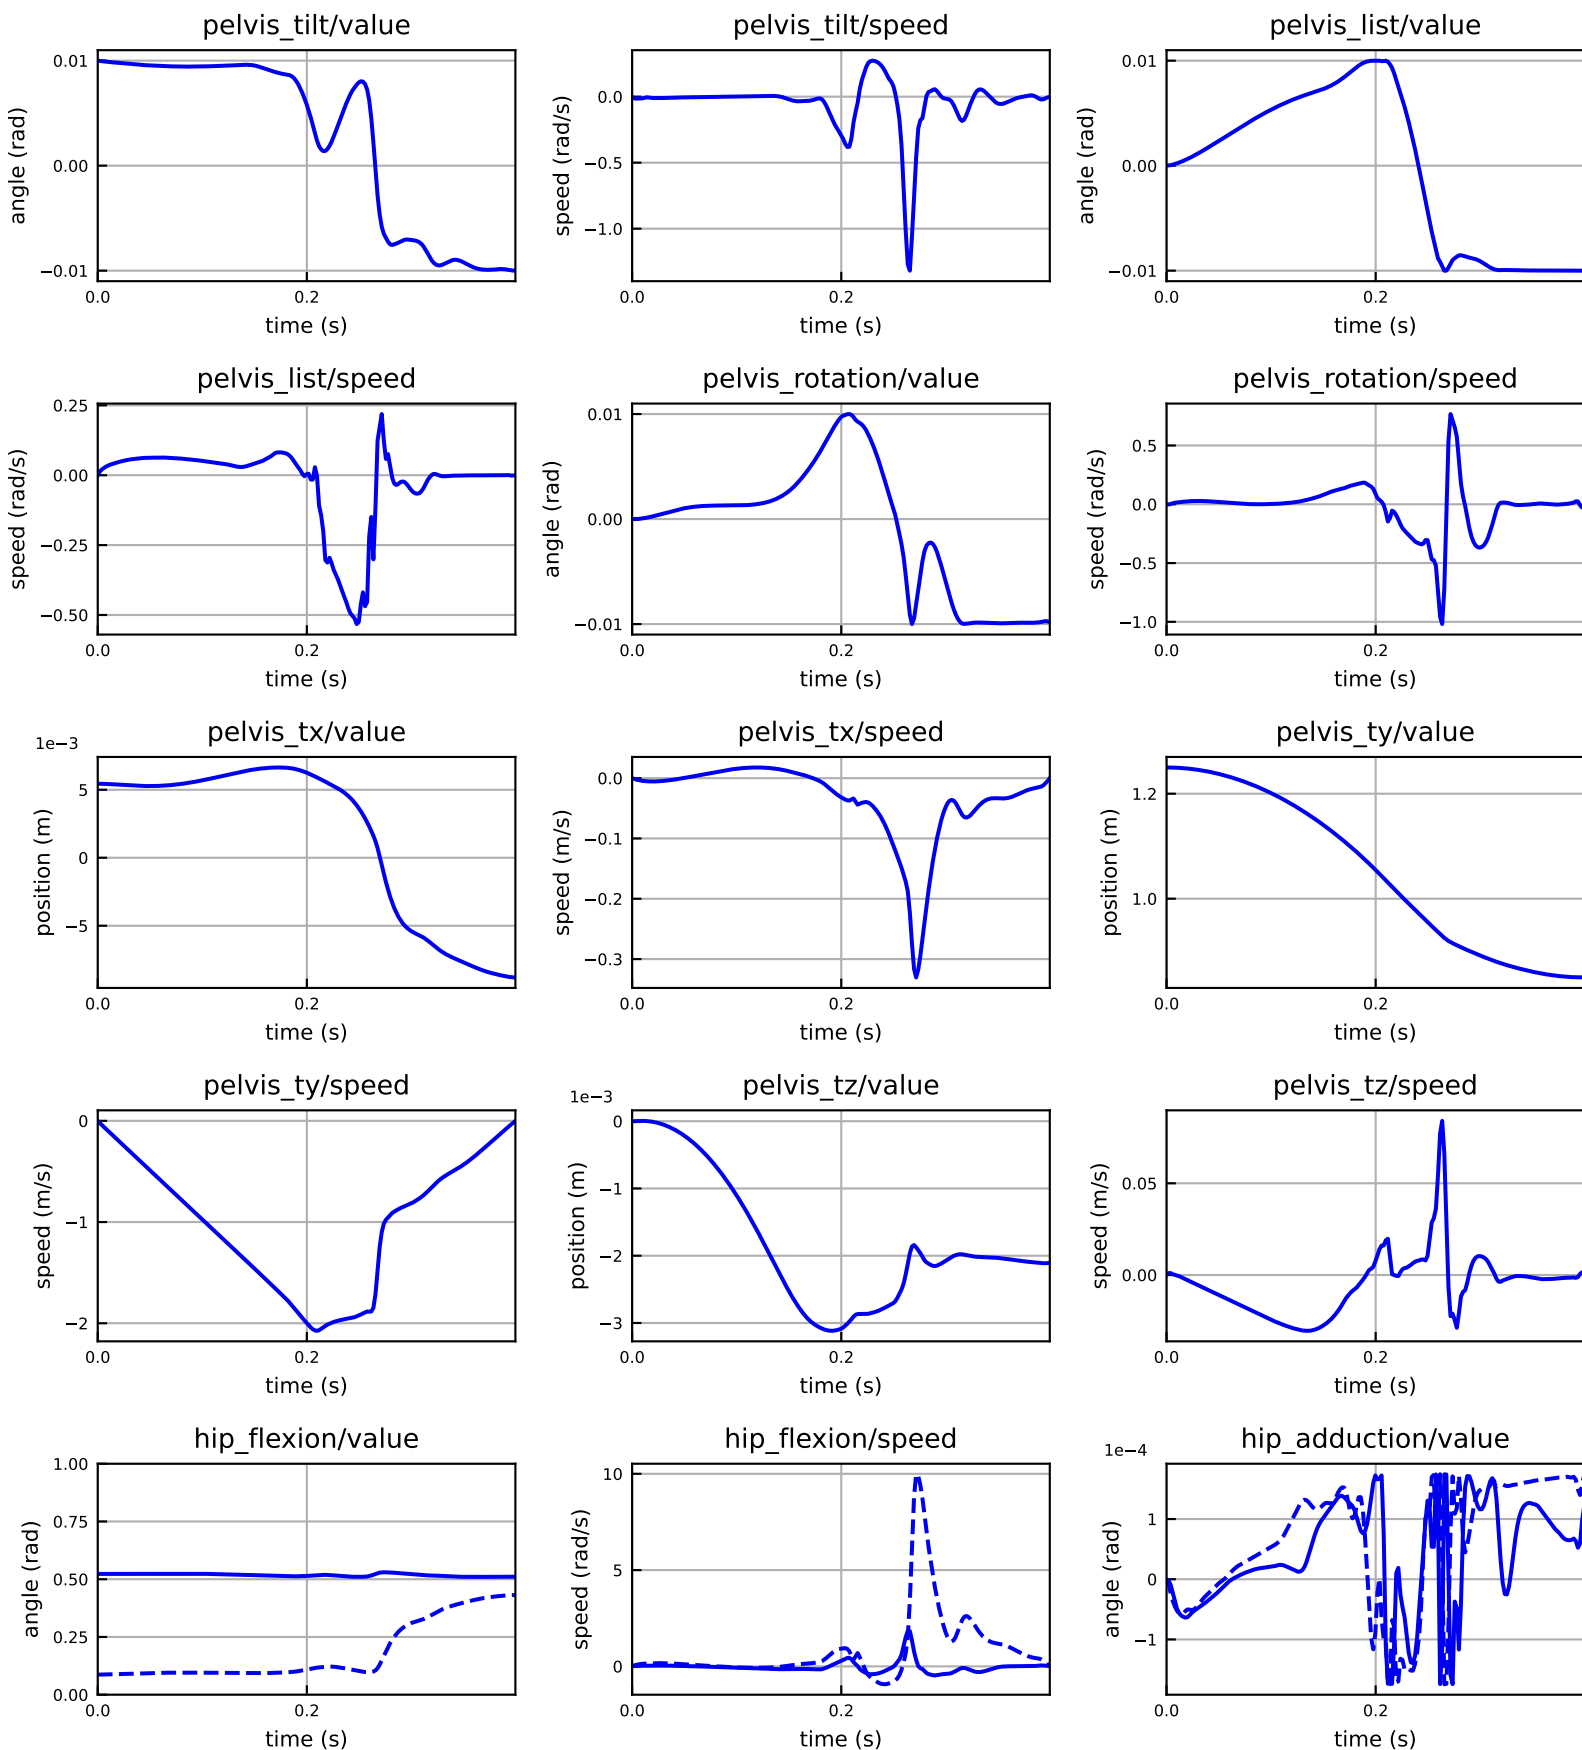 pelvis_tilt/value
angle (rad)
0.01
0.00
−0.01
0.0
0.2
time (s)
pelvis_tilt/speed
speed (rad/s)
0.0
−0.5
−1.0
0.0
0.2
time (s)
pelvis_list/value
angle (rad)
0.01
0.00
−0.01
0.0
0.2
time (s)
pelvis_list/speed
speed (rad/s)
0.25
0.00
−0.25
−0.50
0.0
0.2
time (s)
pelvis_rotation/value
angle (rad)
0.01
0.00
−0.01
0.0
0.2
time (s)
pelvis_rotation/speed
speed (rad/s)
0.5
0.0
−0.5
−1.0
0.0
0.2
time (s)
pelvis_tx/value
1e−3
position (m)
5
0
−5
0.0
0.2
time (s)
pelvis_tx/speed
speed (m/s)
0.0
−0.1
−0.2
−0.3
0.0
0.2
time (s)
pelvis_ty/value
position (m)
1.2
1.0
0.0
0.2
time (s)
pelvis_ty/speed
speed (m/s)
0
−1
−2
0.0
0.2
time (s)
pelvis_tz/value
1e−3
position (m)
0
−1
−2
−3
0.0
0.2
time (s)
pelvis_tz/speed
speed (m/s)
0.05
0.00
0.0
0.2
time (s)
hip_flexion/value
angle (rad)
1.00
0.75
0.50
0.25
0.00
0.0
0.2
time (s)
hip_flexion/speed
speed (rad/s)
10
5
0
0.0
0.2
time (s)
hip_adduction/value
1e−4
angle (rad)
1
0
−1
0.0
0.2
time (s)